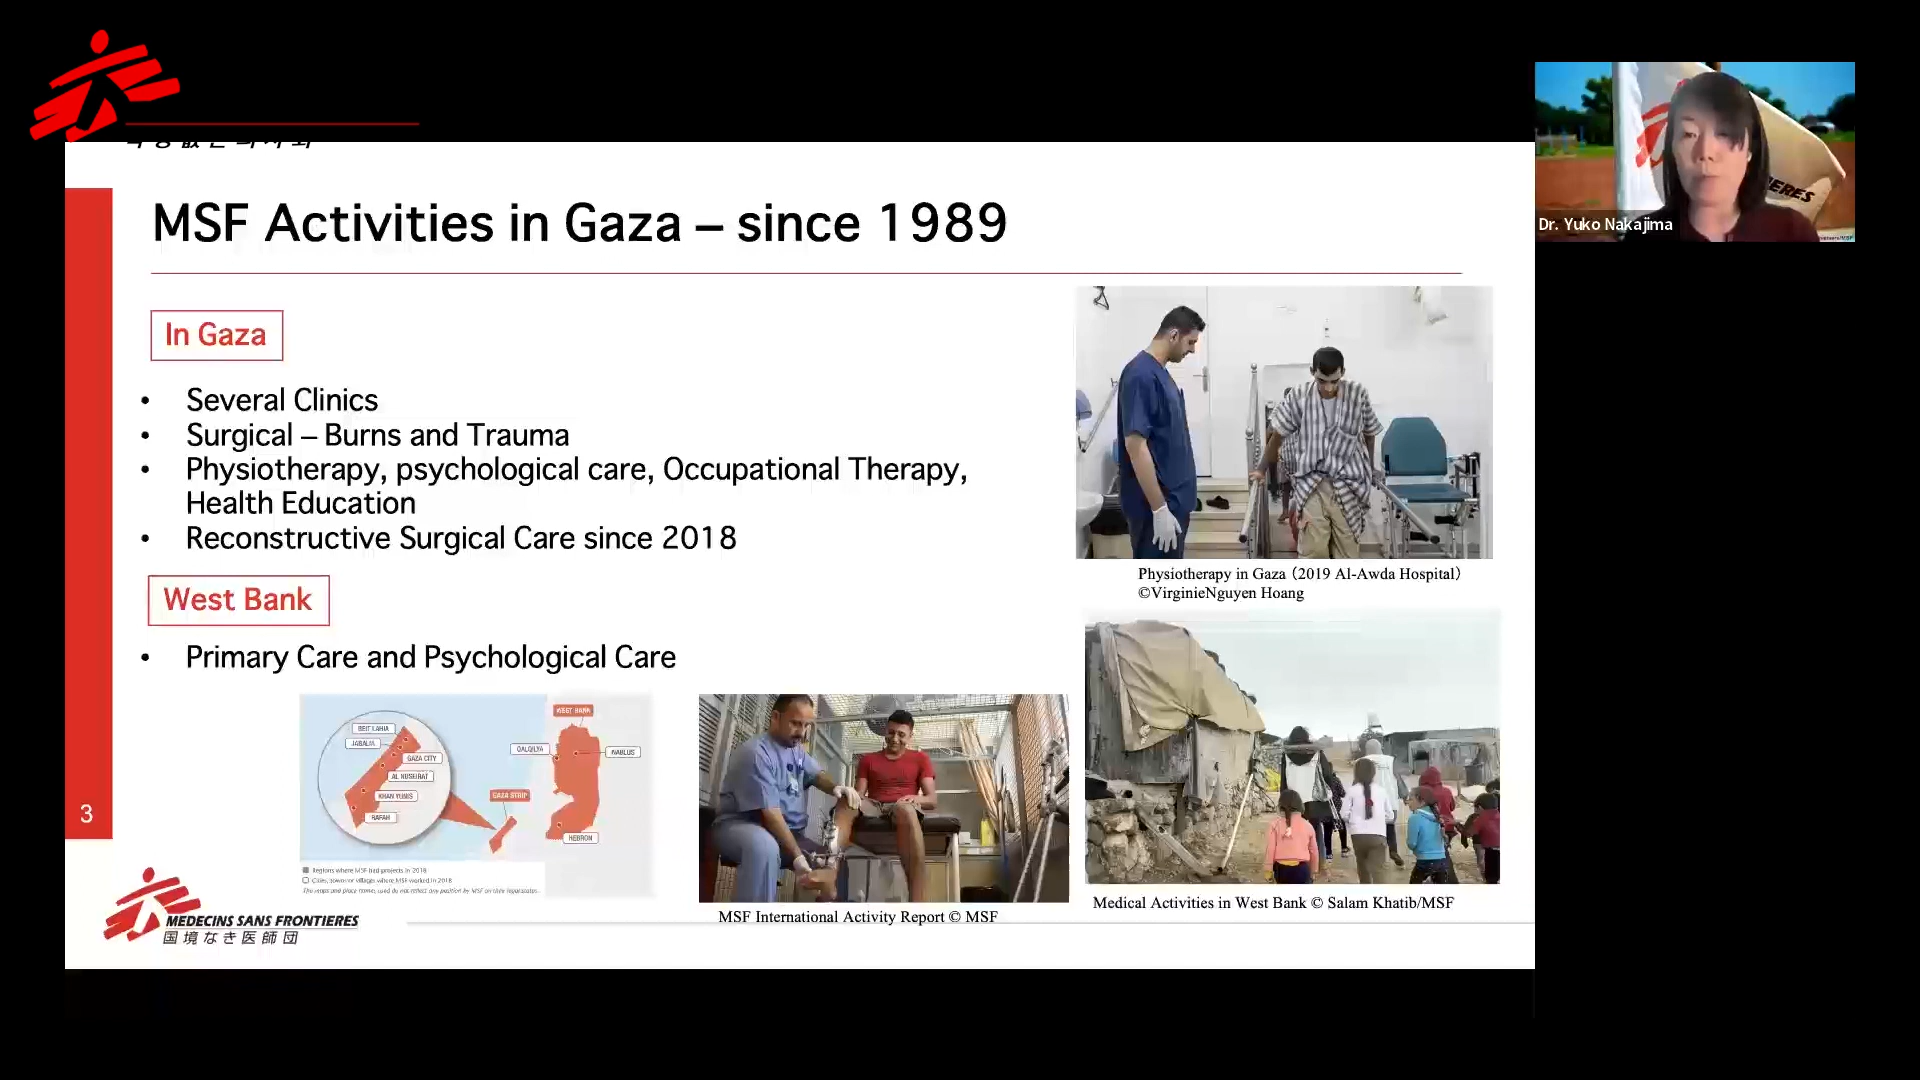 MSF Activities in Gaza – since 1989
In Gaza
• Several Clinics
• Surgical – Burns and Trauma
• Physiotherapy, psychological care, Occupational Therapy,
Health Education
• Reconstructive Surgical Care since 2018
West Bank
• Primary Care and Psychological Care
Physiotherapy in Gaza (2019 Al-Awda Hospital)
©VirginieNguyen Hoang
BEIT LAHIA
JABALIA
GAZA CITY
AL NUSEIRAT
KHAN YUNIS
RAFAH
GAZA STRIP
WEST BANK
QALQILYA
NABLUS
HEBRON
Regions where MSF had projects in 2018
Cities, towns or villages where MSF worked in 2018
MSF International Activity Report © MSF
Medical Activities in West Bank © Salam Khatib/MSF
3
MEDECINS SANS FRONTIERES
国境なき医師団
Dr. Yuko Nakajima